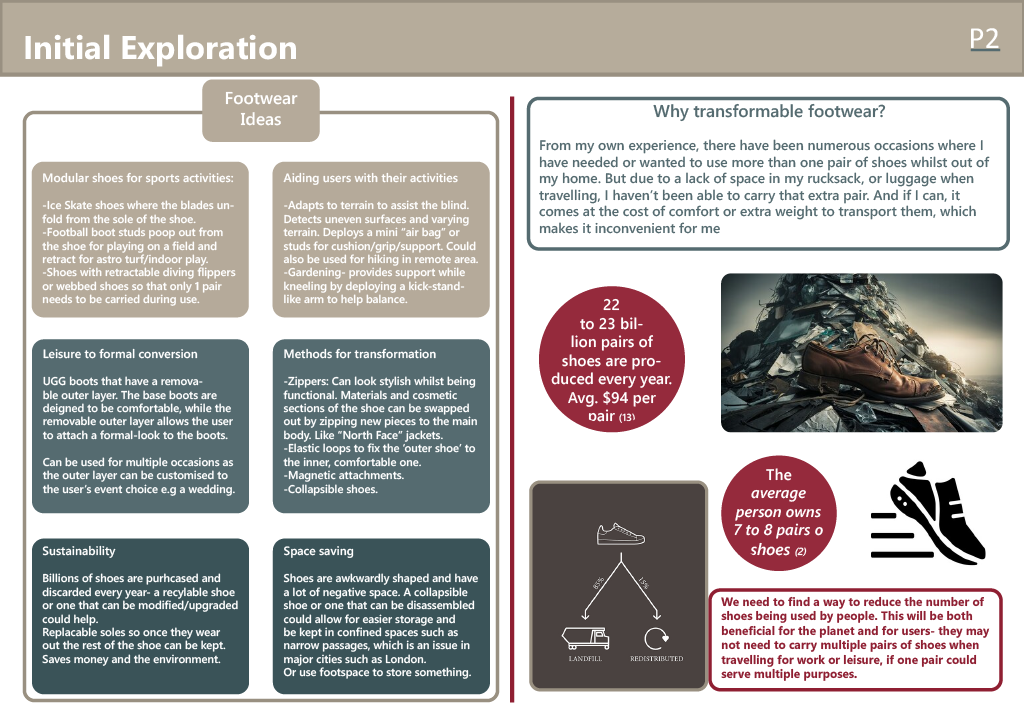 Initial Exploration
P2
Footwear
Ideas
Modular shoes for sports activities:
-Ice Skate shoes where the blades un-
fold from the sole of the shoe.
-Football boot studs poop out from
the shoe for playing on a field and
retract for astro turf/indoor play.
-Shoes with retractable diving flippers
or webbed shoes so that only 1 pair
needs to be carried during use.
Aiding users with their activities
-Adapts to terrain to assist the blind.
Detects uneven surfaces and varying
terrain. Deploys a mini “air bag” or
studs for cushion/grip/support. Could
also be used for hiking in remote area.
-Gardening- provides support while
kneeling by deploying a kick-stand-
like arm to help balance.
Leisure to formal conversion
UGG boots that have a remova-
ble outer layer. The base boots are
deigned to be comfortable, while the
removable outer layer allows the user
to attach a formal-look to the boots.
Can be used for multiple occasions as
the outer layer can be customised to
the user’s event choice e.g a wedding.
Methods for transformation
-Zippers: Can look stylish whilst being
functional. Materials and cosmetic
sections of the shoe can be swapped
out by zipping new pieces to the main
body. Like “North Face” jackets.
-Elastic loops to fix the ‘outer shoe’ to
the inner, comfortable one.
-Magnetic attachments.
-Collapsible shoes.
Sustainability
Billions of shoes are purhcased and
discarded every year- a recylable shoe
or one that can be modified/upgraded
could help.
Replacable soles so once they wear
out the rest of the shoe can be kept.
Saves money and the environment.
Space saving
Shoes are awkwardly shaped and have
a lot of negative space. A collapsible
shoe or one that can be disassembled
could allow for easier storage and
be kept in confined spaces such as
narrow passages, which is an issue in
major cities such as London.
Or use footspace to store something.
Why transformable footwear?
From my own experience, there have been numerous occasions where I
have needed or wanted to use more than one pair of shoes whilst out of
my home. But due to a lack of space in my rucksack, or luggage when
travelling, I haven’t been able to carry that extra pair. And if I can, it
comes at the cost of comfort or extra weight to transport them, which
makes it inconvenient for me
22
to 23 bil-
lion pairs of
shoes are pro-
duced every year.
Avg. $94 per
pair (13)
The
average
person owns
7 to 8 pairs o
shoes (2)
85%
15%
LANDFILL
REDISTRIBUTED
We need to find a way to reduce the number of
shoes being used by people. This will be both
beneficial for the planet and for users- they may
not need to carry multiple pairs of shoes when
travelling for work or leisure, if one pair could
serve multiple purposes.